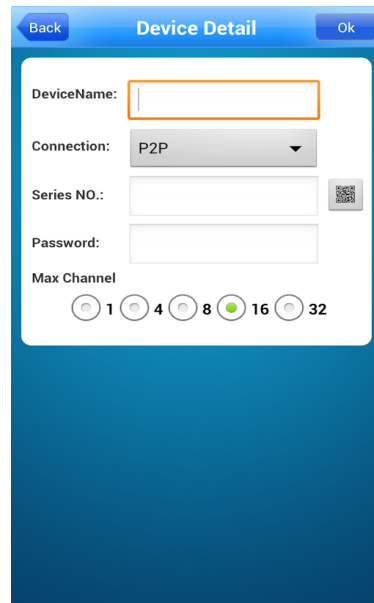 Back Device Detail Ok
DeviceName:
Connection: P2P
Series NO.:
Password:
Max Channel
1 4 8 16 32